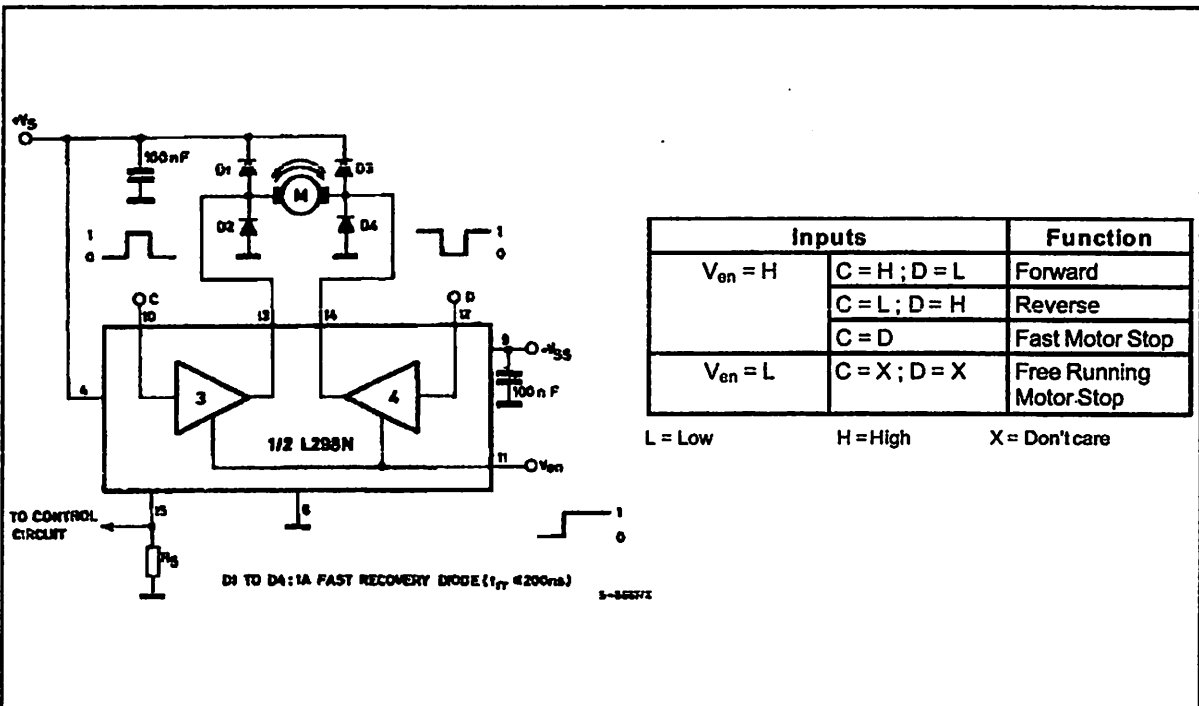 +VS
100nF
D1
D3
M
D2
D4
1
0
1
0
C
D
10
13
14
12
9
+VSS
4
3
4
100nF
1/2 L298N
11
Ven
15
8
TO CONTROL
CIRCUIT
RS
1
0
D1 TO D4 : 1A FAST RECOVERY DIODE (trr ≤ 200ns)
Inputs Function
Ven = H C = H ; D = L Forward
C = L ; D = H Reverse
C = D Fast Motor Stop
Ven = L C = X ; D = X Free Running
Motor Stop
L = Low H = High X = Don't care